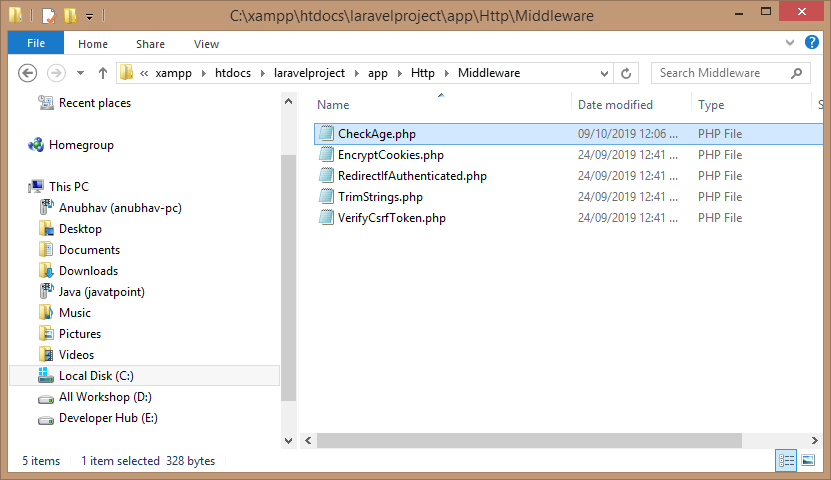 C:\xampp\htdocs\laravelproject\app\Http\Middleware
File Home Share View
« xampp htdocs laravelproject app Http Middleware Search Middleware
Recent places
Homegroup
This PC
Anubhav (anubhav-pc)
Desktop
Documents
Downloads
Java (javatpoint)
Music
Pictures
Videos
Local Disk (C:)
All Workshop (D:)
Developer Hub (E:)
Name Date modified Type S
CheckAge.php 09/10/2019 12:06 ... PHP File
EncryptCookies.php 24/09/2019 12:41 ... PHP File
RedirectIfAuthenticated.php 24/09/2019 12:41 ... PHP File
TrimStrings.php 24/09/2019 12:41 ... PHP File
VerifyCsrfToken.php 24/09/2019 12:41 ... PHP File
5 items 1 item selected 328 bytes